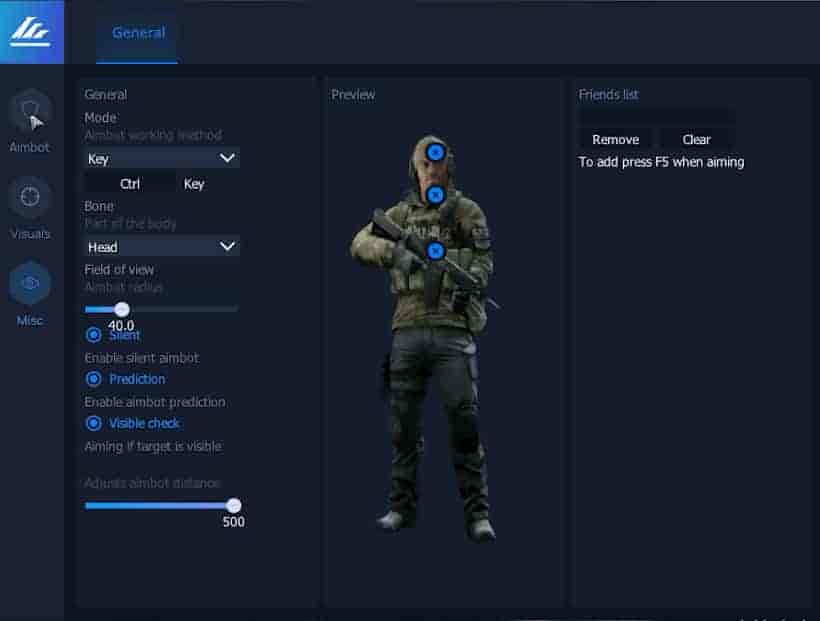 General
Aimbot
Visuals
Misc
General
Mode
Aimbot working method
Key
Ctrl
Key
Bone
Part of the body
Head
Field of view
Aimbot radius
40.0
Silent
Enable silent aimbot
Prediction
Enable aimbot prediction
Visible check
Aiming if target is visible
Adjusts aimbot distance
500
Preview
Friends list
Remove
Clear
To add press F5 when aiming